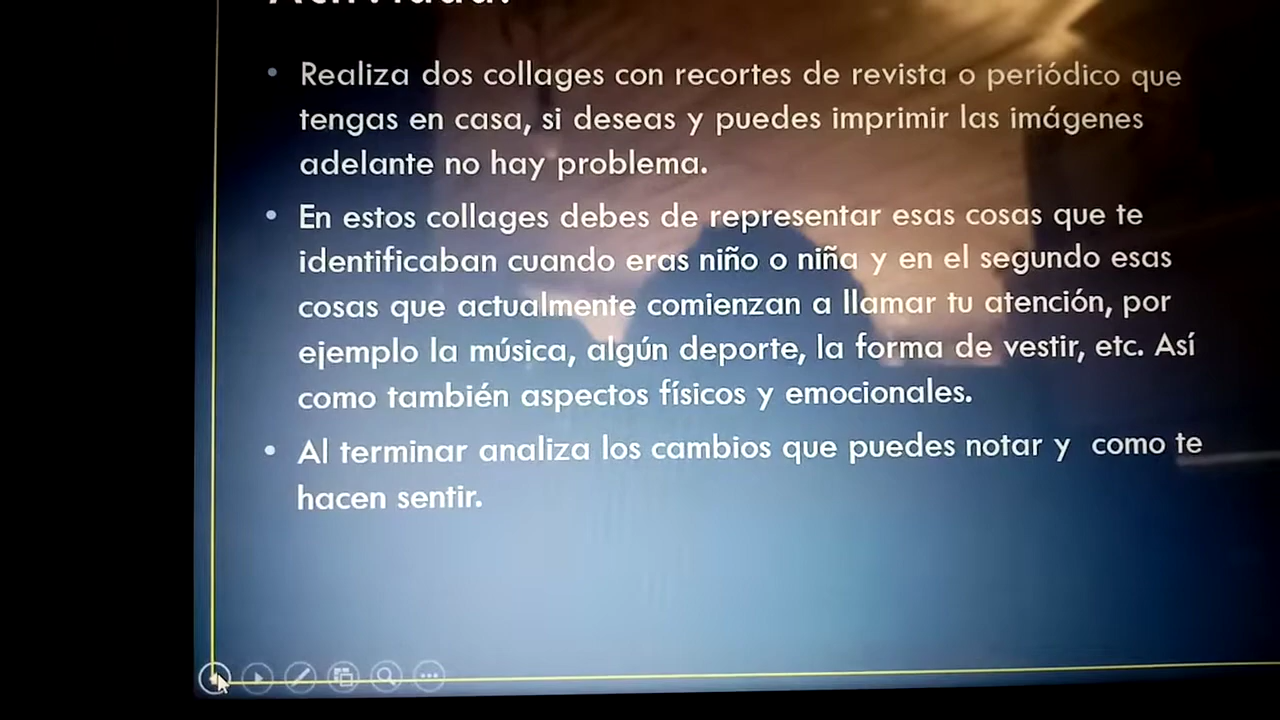 Actividad:
• Realiza dos collages con recortes de revista o periódico que
tengas en casa, si deseas y puedes imprimir las imágenes
adelante no hay problema.
• En estos collages debes de representar esas cosas que te
identificaban cuando eras niño o niña y en el segundo esas
cosas que actualmente comienzan a llamar tu atención, por
ejemplo la música, algún deporte, la forma de vestir, etc. Así
como también aspectos físicos y emocionales.
• Al terminar analiza los cambios que puedes notar y  como te
hacen sentir.